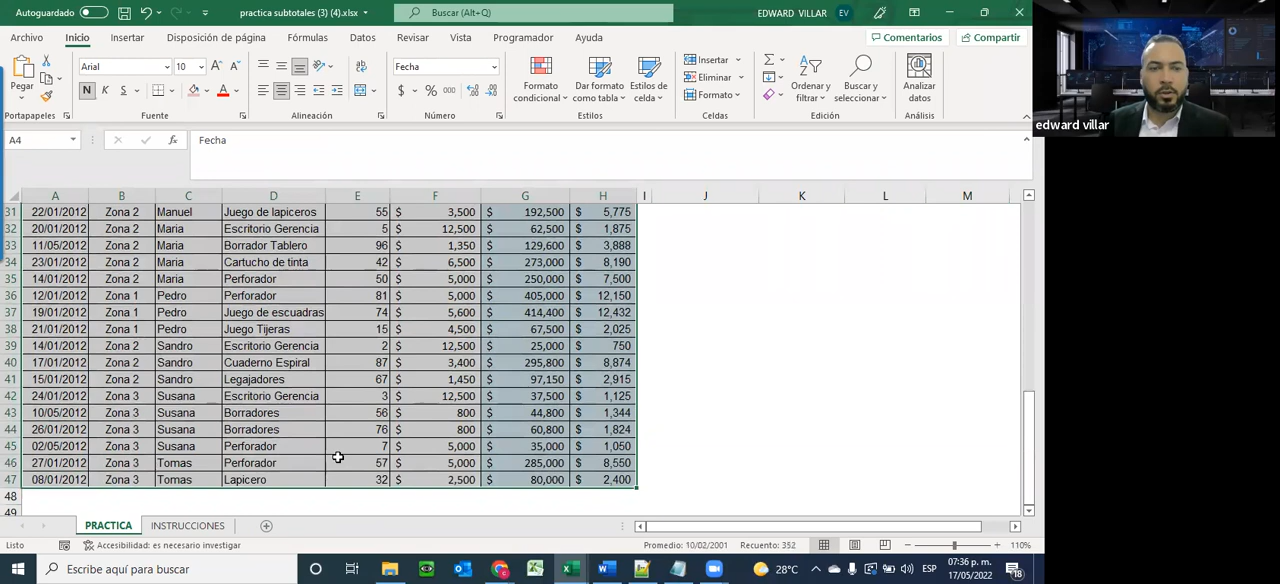 Autoguardado practica subtotales (3) (4).xlsx Buscar (Alt+Q) EDWARD VILLAR EV
Archivo Inicio Insertar Disposición de página Fórmulas Datos Revisar Vista Programador Ayuda Comentarios Compartir
Pegar Arial 10 Fecha Formato condicional Dar formato como tabla Estilos de celda Insertar Eliminar Formato Ordenar y filtrar Buscar y seleccionar Analizar datos
N K S $ % 000
Portapapeles Fuente Alineación Número Estilos Celdas Edición Análisis
edward villar
A4 fx Fecha
A B C D E F G H I J K L M
31 22/01/2012 Zona 2 Manuel Juego de lapiceros 55 $ 3,500 $ 192,500 $ 5,775
32 20/01/2012 Zona 2 Maria Escritorio Gerencia 5 $ 12,500 $ 62,500 $ 1,875
33 11/05/2012 Zona 2 Maria Borrador Tablero 96 $ 1,350 $ 129,600 $ 3,888
34 23/01/2012 Zona 2 Maria Cartucho de tinta 42 $ 6,500 $ 273,000 $ 8,190
35 14/01/2012 Zona 2 Maria Perforador 50 $ 5,000 $ 250,000 $ 7,500
36 12/01/2012 Zona 1 Pedro Perforador 81 $ 5,000 $ 405,000 $ 12,150
37 19/01/2012 Zona 1 Pedro Juego de escuadras 74 $ 5,600 $ 414,400 $ 12,432
38 21/01/2012 Zona 1 Pedro Juego Tijeras 15 $ 4,500 $ 67,500 $ 2,025
39 14/01/2012 Zona 2 Sandro Escritorio Gerencia 2 $ 12,500 $ 25,000 $ 750
40 17/01/2012 Zona 2 Sandro Cuaderno Espiral 87 $ 3,400 $ 295,800 $ 8,874
41 15/01/2012 Zona 2 Sandro Legajadores 67 $ 1,450 $ 97,150 $ 2,915
42 24/01/2012 Zona 3 Susana Escritorio Gerencia 3 $ 12,500 $ 37,500 $ 1,125
43 10/05/2012 Zona 3 Susana Borradores 56 $ 800 $ 44,800 $ 1,344
44 26/01/2012 Zona 3 Susana Borradores 76 $ 800 $ 60,800 $ 1,824
45 02/05/2012 Zona 3 Susana Perforador 7 $ 5,000 $ 35,000 $ 1,050
46 27/01/2012 Zona 3 Tomas Perforador 57 $ 5,000 $ 285,000 $ 8,550
47 08/01/2012 Zona 3 Tomas Lapicero 32 $ 2,500 $ 80,000 $ 2,400
48
49
PRACTICA INSTRUCCIONES
Listo Accesibilidad: es necesario investigar Promedio: 10/02/2001 Recuento: 352 110%
Escribe aquí para buscar 28°C ESP 07:36 p. m. 17/05/2022 18